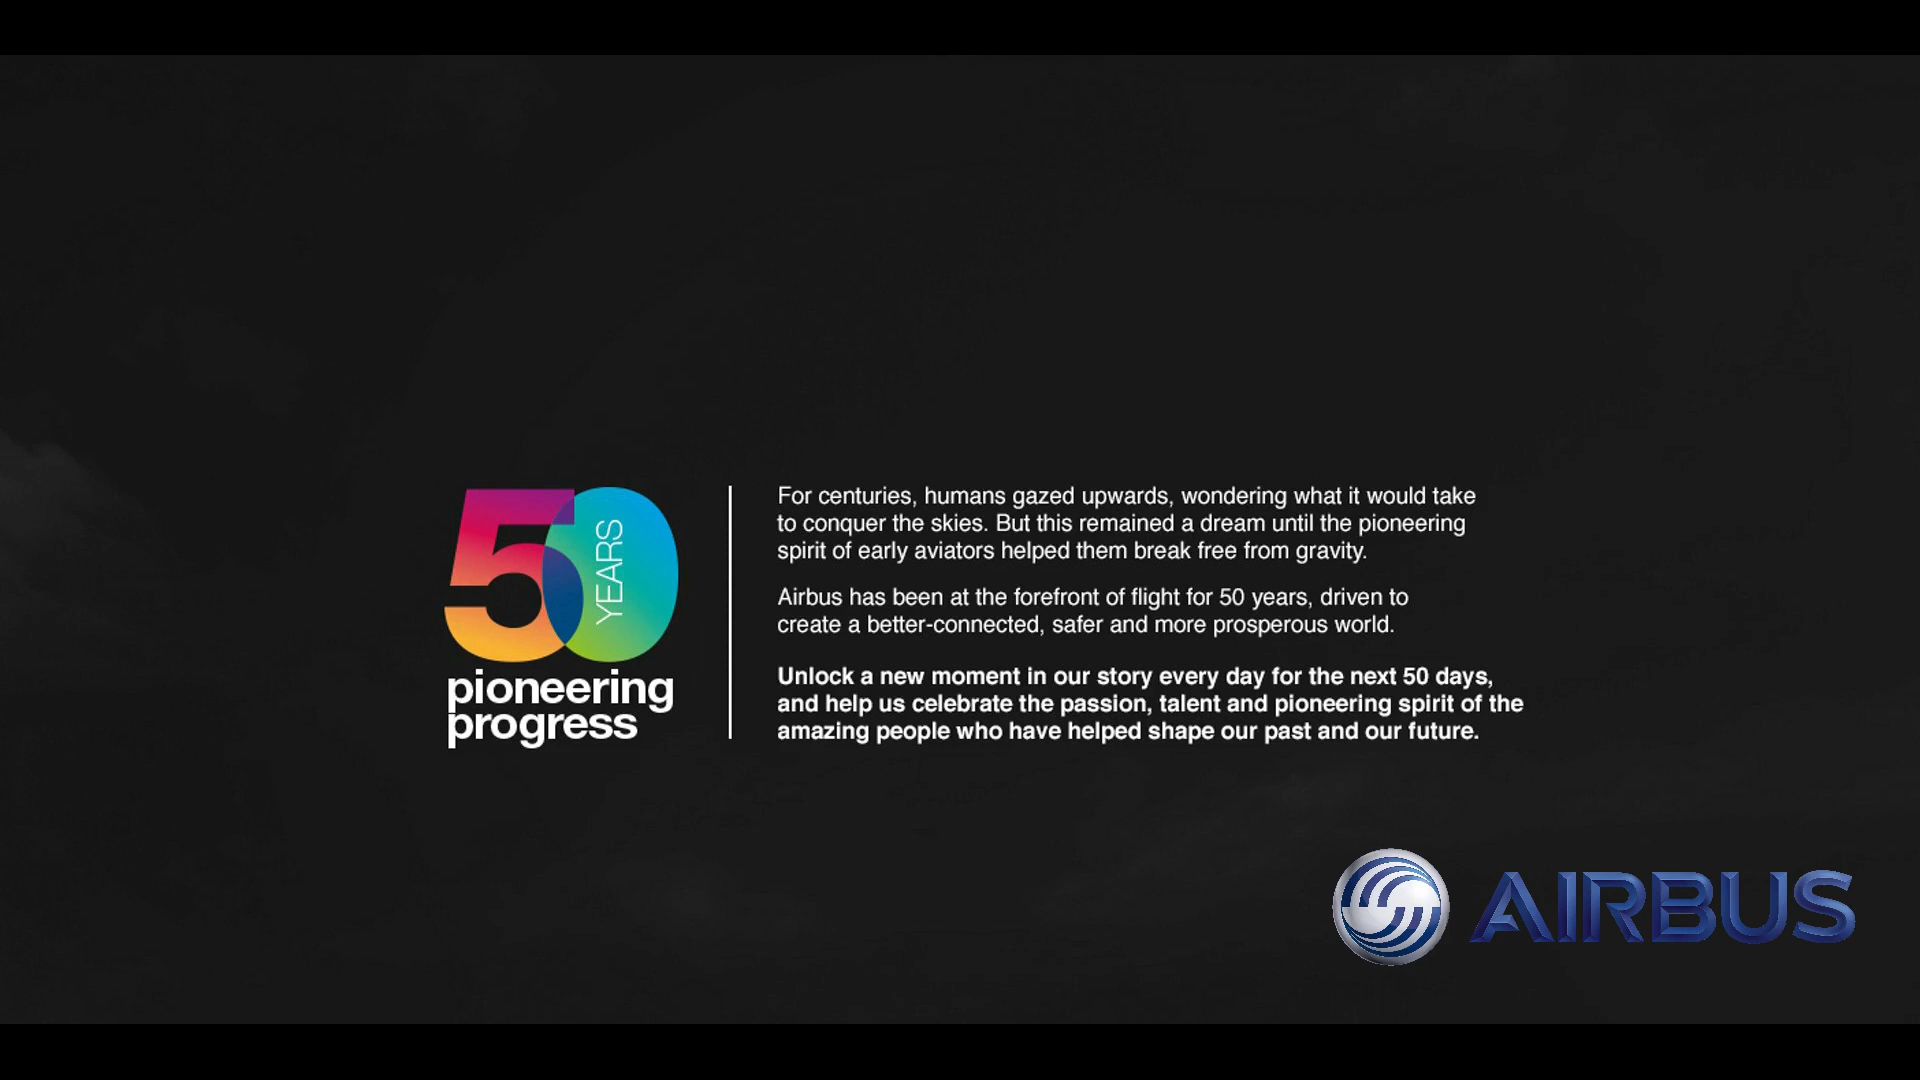 50
YEARS
pioneering
progress
For centuries, humans gazed upwards, wondering what it would take
to conquer the skies. But this remained a dream until the pioneering
spirit of early aviators helped them break free from gravity.
Airbus has been at the forefront of flight for 50 years, driven to
create a better-connected, safer and more prosperous world.
Unlock a new moment in our story every day for the next 50 days,
and help us celebrate the passion, talent and pioneering spirit of the
amazing people who have helped shape our past and our future.
AIRBUS